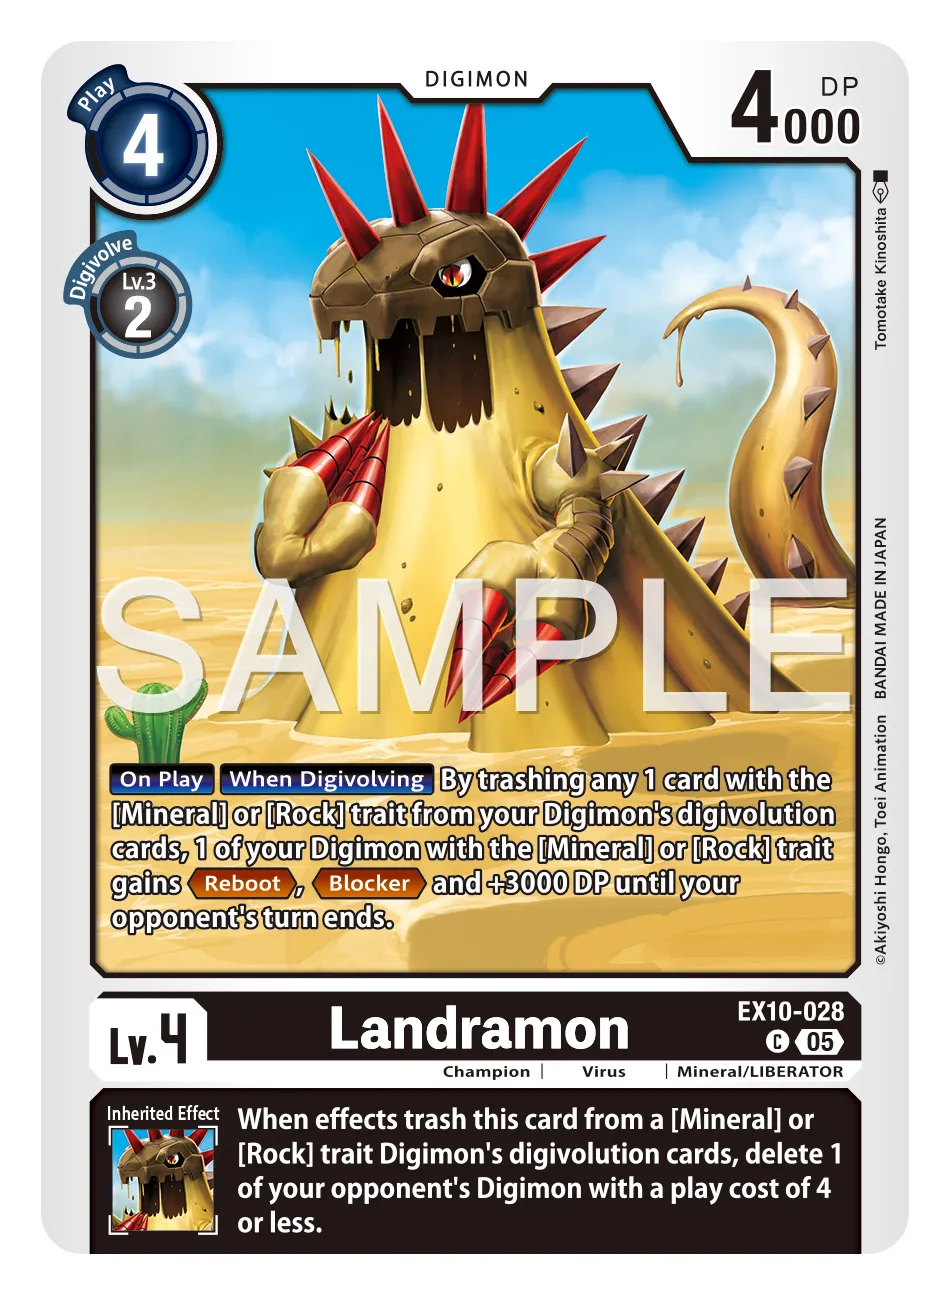 DIGIMON
Play
4
DP
4000
Digivolve
Lv.3
2
Tomotake Kinoshita
SAMPLE
On Play When Digivolving By trashing any 1 card with the
[Mineral] or [Rock] trait from your Digimon's digivolution
cards, 1 of your Digimon with the [Mineral] or [Rock] trait
gains Reboot, Blocker and +3000 DP until your
opponent's turn ends.
©Akiyoshi Hongo, Toei Animation BANDAI MADE IN JAPAN
Lv.4
Landramon
EX10-028
C 05
Champion | Virus | Mineral/LIBERATOR
Inherited Effect
When effects trash this card from a [Mineral] or
[Rock] trait Digimon's digivolution cards, delete 1
of your opponent's Digimon with a play cost of 4
or less.